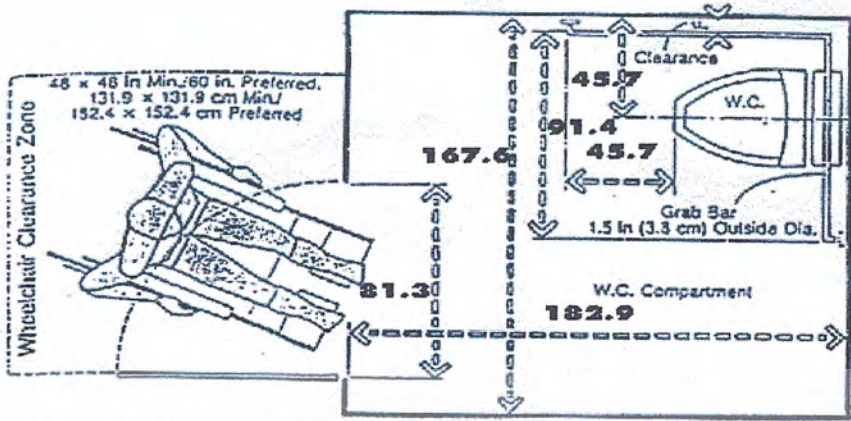 48 x 48 in Min./60 in. Preferred.
131.9 x 131.9 cm Min./
152.4 x 152.4 cm Preferred
Wheelchair Clearance Zone
167.6
81.3
45.7
91.4
45.7
Clearance
W.C.
Grab Bar
1.5 in (3.8 cm) Outside Dia.
W.C. Compartment
182.9